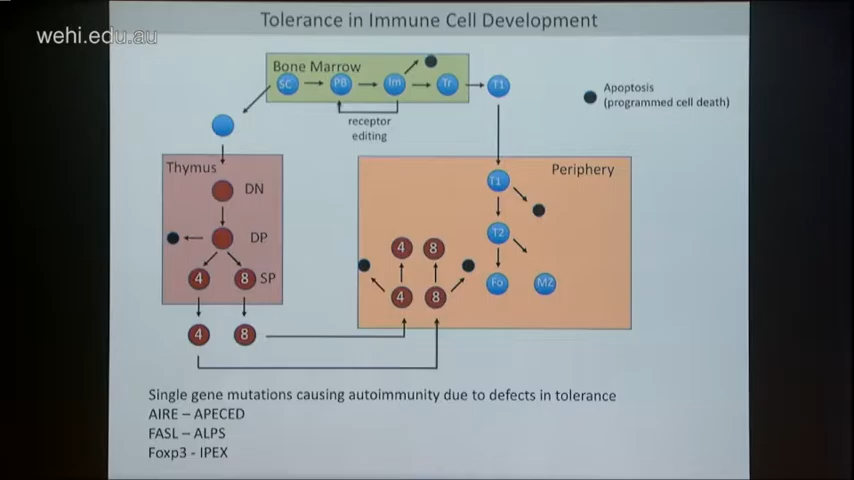 Tolerance in Immune Cell Development
wehi.edu.au
Bone Marrow
SC
PB
Im
Tr
T1
Apoptosis
(programmed cell death)
receptor
editing
Thymus
DN
DP
4
8
SP
4
8
Periphery
T1
T2
4
8
Fo
MZ
4
8
Single gene mutations causing autoimmunity due to defects in tolerance
AIRE – APECED
FASL – ALPS
Foxp3 - IPEX